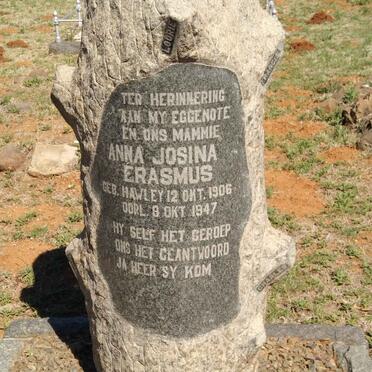 TER HERINNERING
AAN MY EGGENOTE
EN ONS MAMMIE
ANNA JOSINA
ERASMUS
GEB. HAWLEY 12 OKT. 1906
OORL. 8 OKT. 1947
HY SELF HET GEROEP
ONS HET GEANTWOORD
JA HEER SY KOM